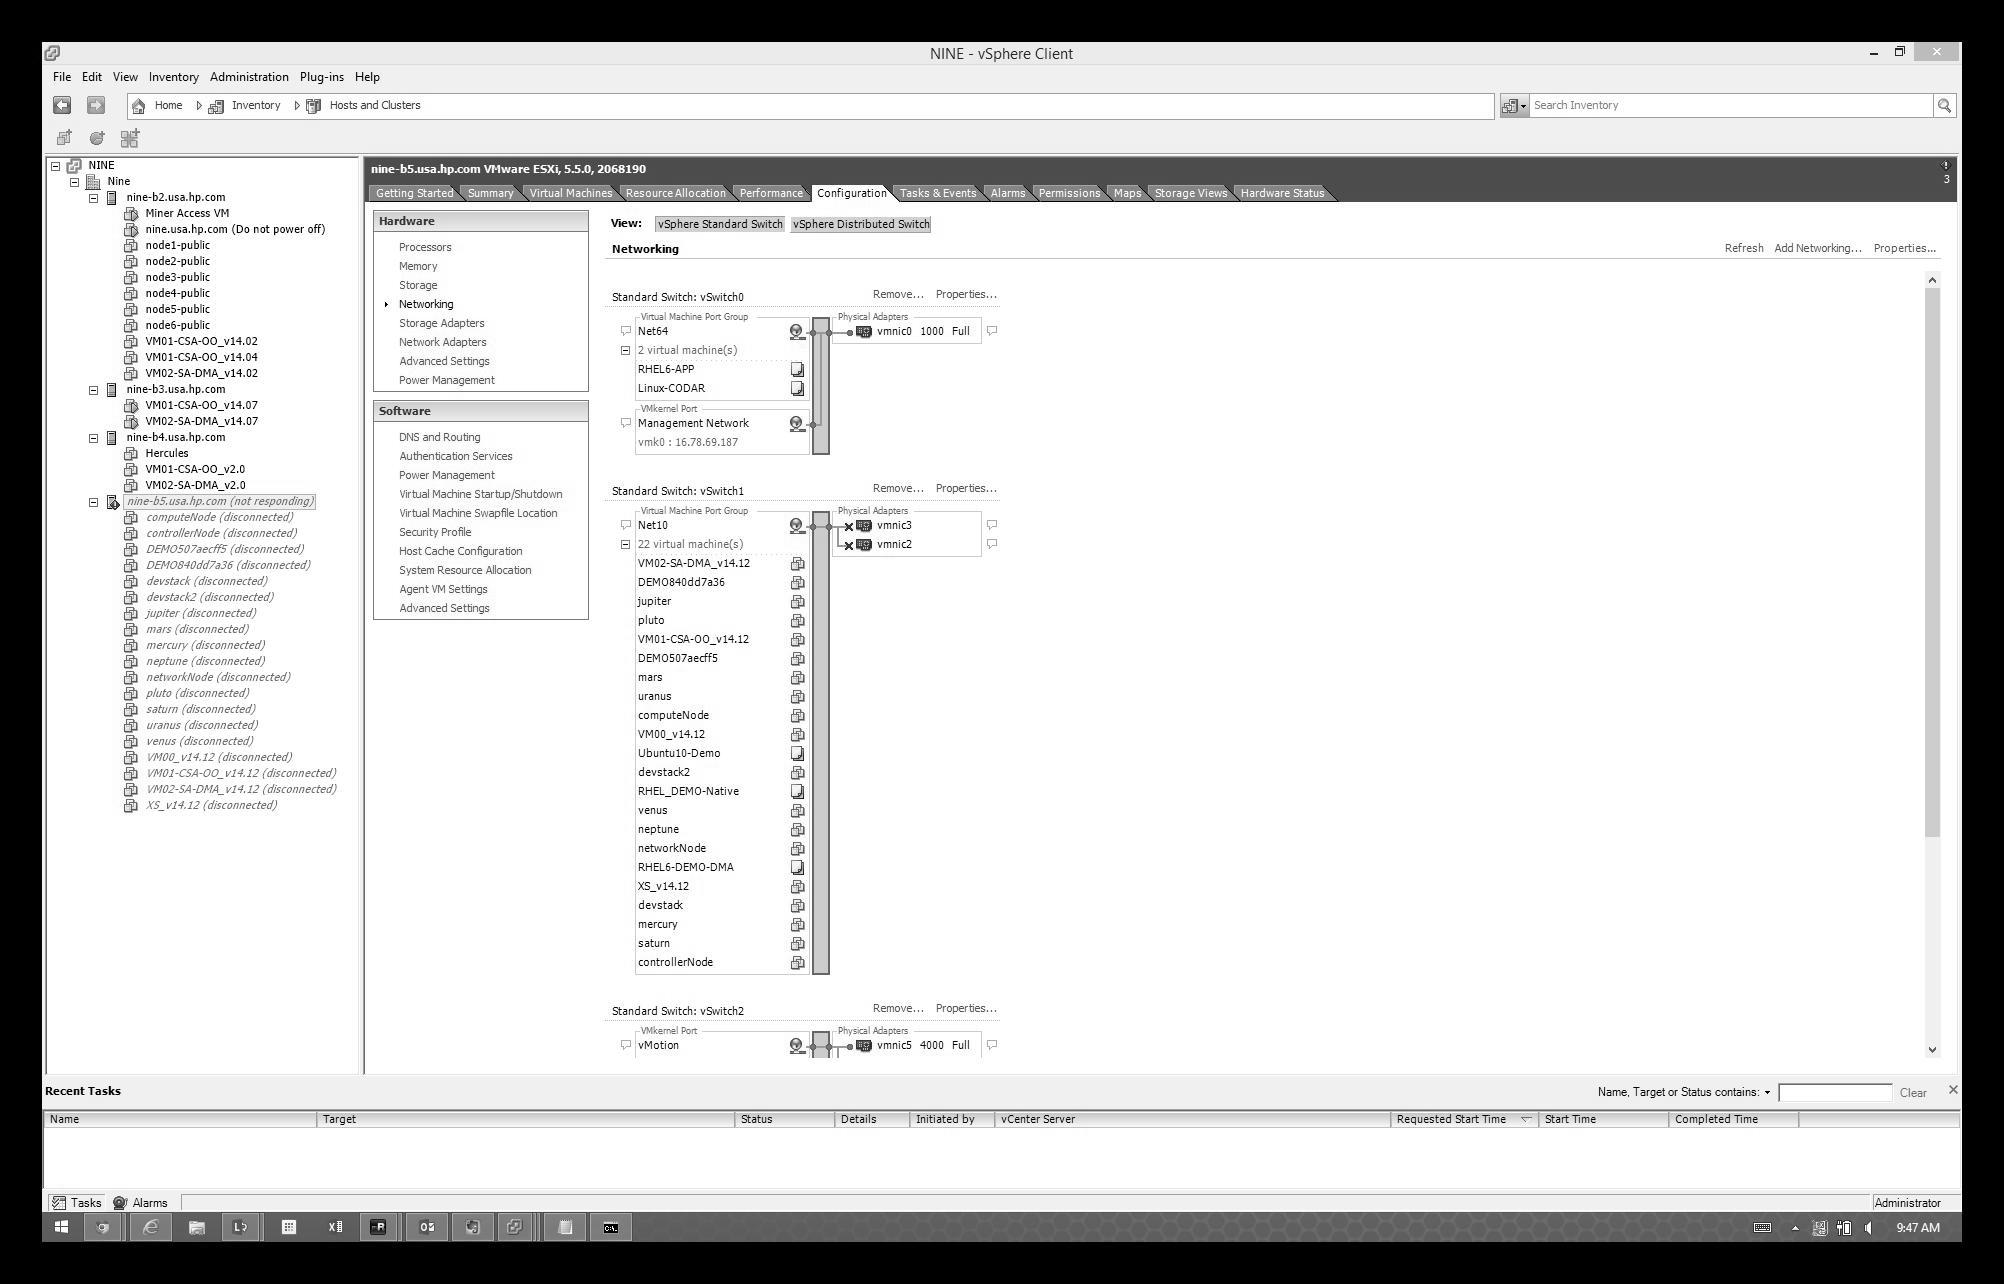 NINE - vSphere Client
File Edit View Inventory Administration Plug-ins Help
Home Inventory Hosts and Clusters
Search Inventory
NINE
Nine
nine-b2.usa.hp.com
Miner Access VM
nine.usa.hp.com (Do not power off)
node1-public
node2-public
node3-public
node4-public
node5-public
node6-public
VM01-CSA-OO_v14.02
VM01-CSA-OO_v14.04
VM02-SA-DMA_v14.02
nine-b3.usa.hp.com
VM01-CSA-OO_v14.07
VM02-SA-DMA_v14.07
nine-b4.usa.hp.com
Hercules
VM01-CSA-OO_v2.0
VM02-SA-DMA_v2.0
nine-b5.usa.hp.com (not responding)
computeNode (disconnected)
controllerNode (disconnected)
DEMO507aecff5 (disconnected)
DEMO840dd7a36 (disconnected)
devstack (disconnected)
devstack2 (disconnected)
jupiter (disconnected)
mars (disconnected)
mercury (disconnected)
neptune (disconnected)
networkNode (disconnected)
pluto (disconnected)
saturn (disconnected)
uranus (disconnected)
venus (disconnected)
VM00_v14.12 (disconnected)
VM01-CSA-OO_v14.12 (disconnected)
VM02-SA-DMA_v14.12 (disconnected)
XS_v14.12 (disconnected)
nine-b5.usa.hp.com VMware ESXi, 5.5.0, 2068190
3
Getting Started Summary Virtual Machines Resource Allocation Performance Configuration Tasks & Events Alarms Permissions Maps Storage Views Hardware Status
Hardware
Processors
Memory
Storage
Networking
Storage Adapters
Network Adapters
Advanced Settings
Power Management
Software
DNS and Routing
Authentication Services
Power Management
Virtual Machine Startup/Shutdown
Virtual Machine Swapfile Location
Security Profile
Host Cache Configuration
System Resource Allocation
Agent VM Settings
Advanced Settings
View: vSphere Standard Switch vSphere Distributed Switch
Networking
Refresh Add Networking... Properties...
Standard Switch: vSwitch0 Remove... Properties...
Virtual Machine Port Group Physical Adapters
Net64 vmnic0 1000 Full
2 virtual machine(s)
RHEL6-APP
Linux-CODAR
VMkernel Port
Management Network
vmk0 : 16.78.69.187
Standard Switch: vSwitch1 Remove... Properties...
Virtual Machine Port Group Physical Adapters
Net10 vmnic3
22 virtual machine(s) vmnic2
VM02-SA-DMA_v14.12
DEMO840dd7a36
jupiter
pluto
VM01-CSA-OO_v14.12
DEMO507aecff5
mars
uranus
computeNode
VM00_v14.12
Ubuntu10-Demo
devstack2
RHEL_DEMO-Native
venus
neptune
networkNode
RHEL6-DEMO-DMA
XS_v14.12
devstack
mercury
saturn
controllerNode
Standard Switch: vSwitch2 Remove... Properties...
VMkernel Port Physical Adapters
vMotion vmnic5 4000 Full
Recent Tasks
Name, Target or Status contains: Clear
Name Target Status Details Initiated by vCenter Server Requested Start Time Start Time Completed Time
Tasks Alarms
Administrator
9:47 AM